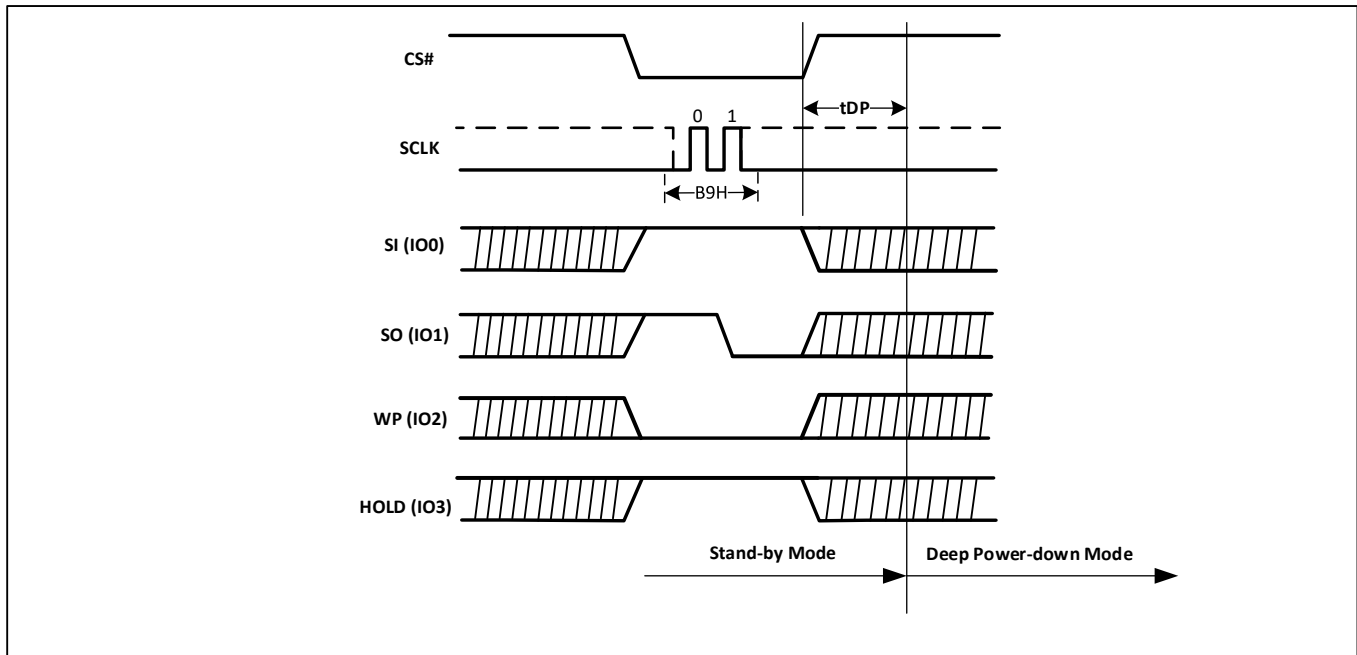 CS#
tDP
0 1
SCLK
B9H
SI (IO0)
SO (IO1)
WP (IO2)
HOLD (IO3)
Stand-by Mode Deep Power-down Mode